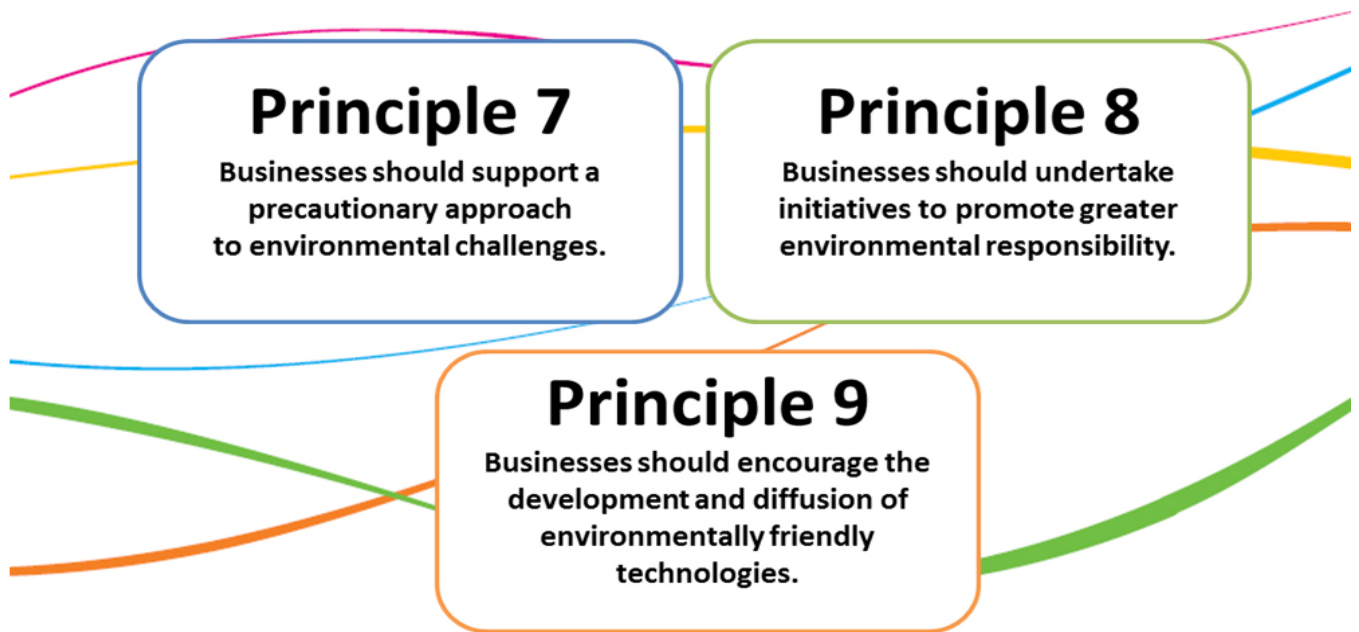 Principle 7
Businesses should support a
precautionary approach
to environmental challenges.
Principle 8
Businesses should undertake
initiatives to promote greater
environmental responsibility.
Principle 9
Businesses should encourage the
development and diffusion of
environmentally friendly
technologies.